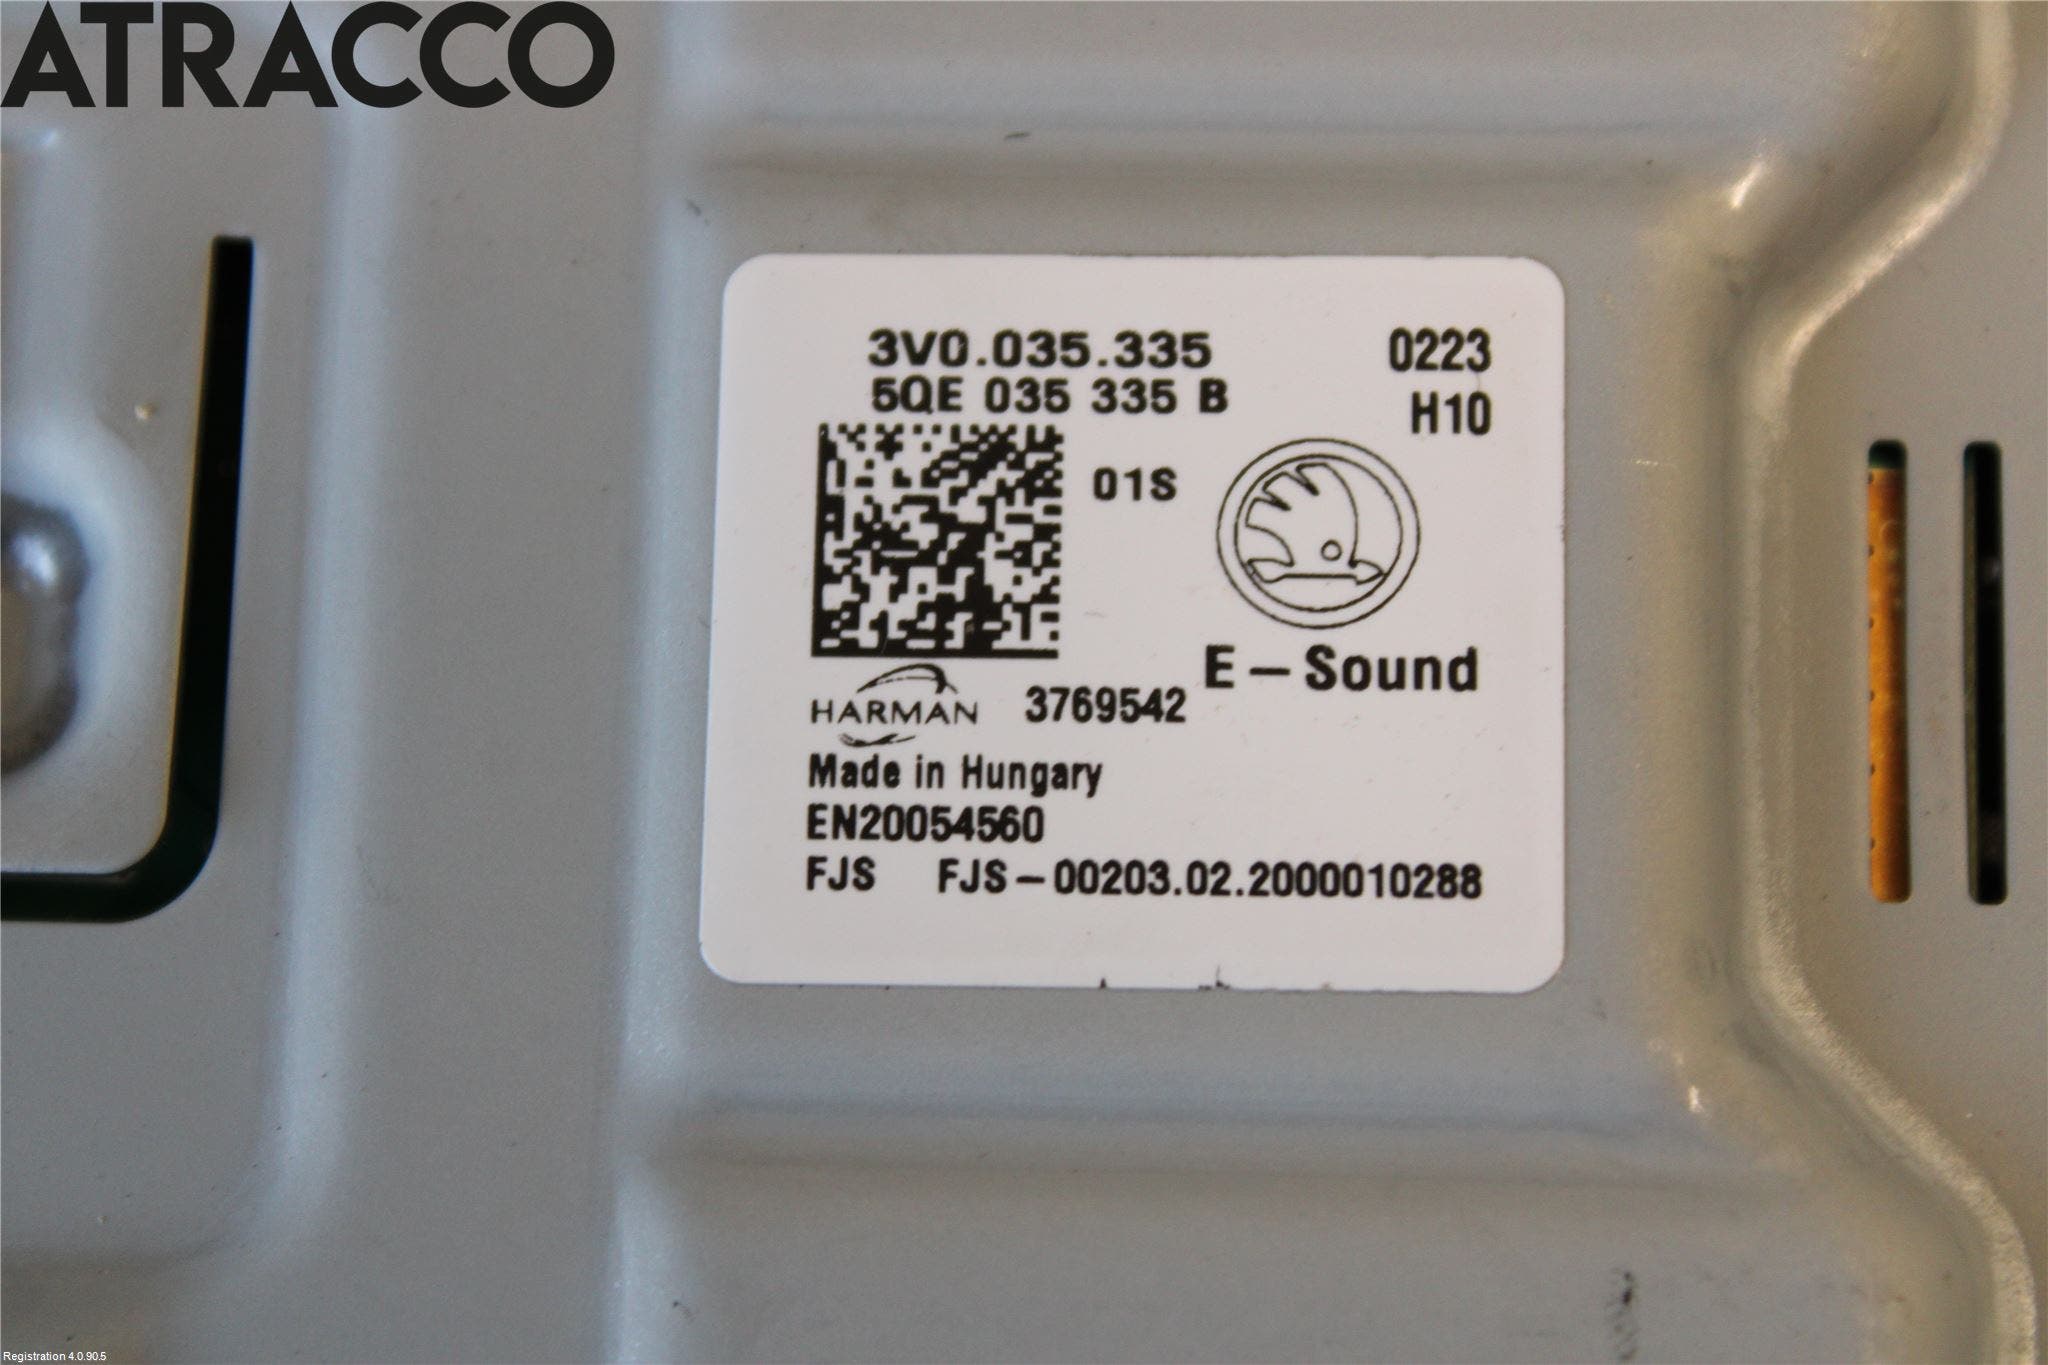 ATRACCO
3V0.035.335 0223
5QE 035 335 B H10
01S
E - Sound
HARMAN 3769542
Made in Hungary
EN20054560
FJS FJS - 00203.02.2000010288
Registration 4.0.90.5